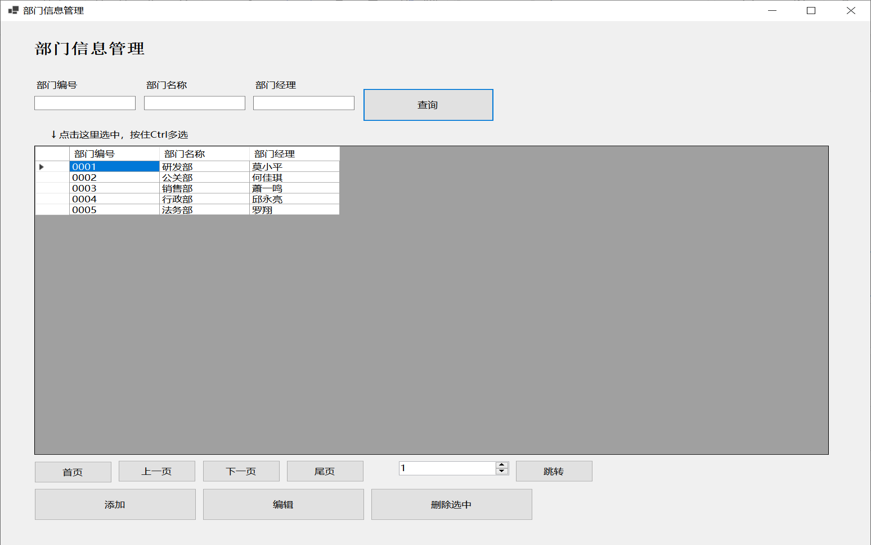 部门信息管理
部门信息管理
部门编号 部门名称 部门经理
查询
↓点击这里选中，按住Ctrl多选
部门编号 部门名称 部门经理
0001 研发部 莫小平
0002 公关部 何佳琪
0003 销售部 萧一鸣
0004 行政部 邱永亮
0005 法务部 罗翔
首页 上一页 下一页 尾页 1 跳转
添加 编辑 删除选中